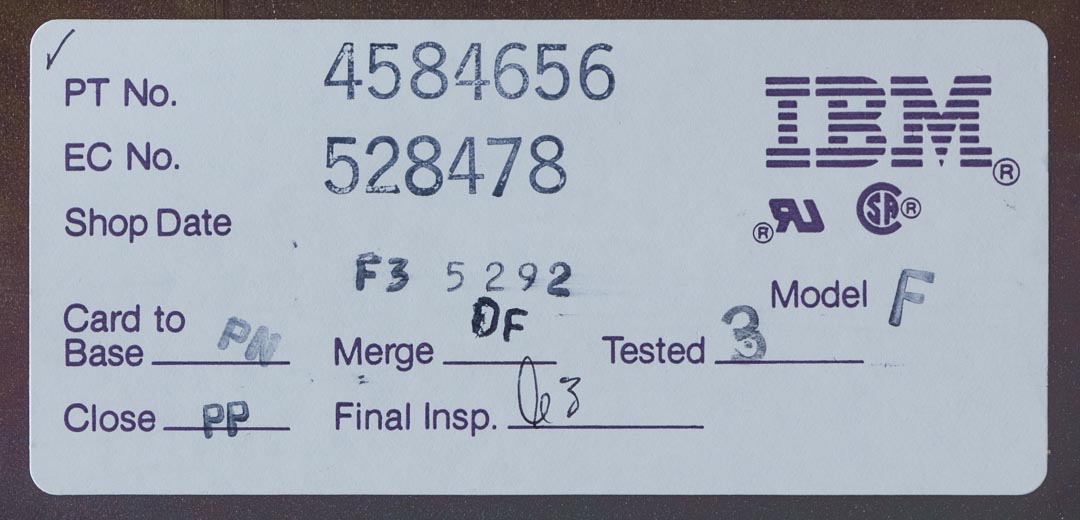 PT No. 4584656
IBM®
EC No. 528478
Shop Date
F3 5292
Model F
Card to
Base PN Merge DF Tested 3
Close PP Final Insp.